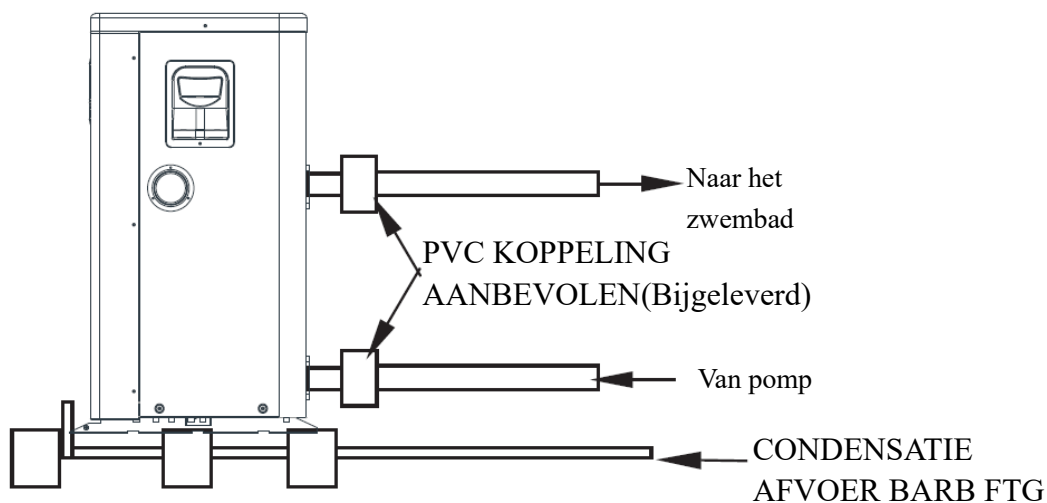 Naar het
zwembad
PVC KOPPELING
AANBEVOLEN(Bijgeleverd)
Van pomp
CONDENSATIE
AFVOER BARB FTG